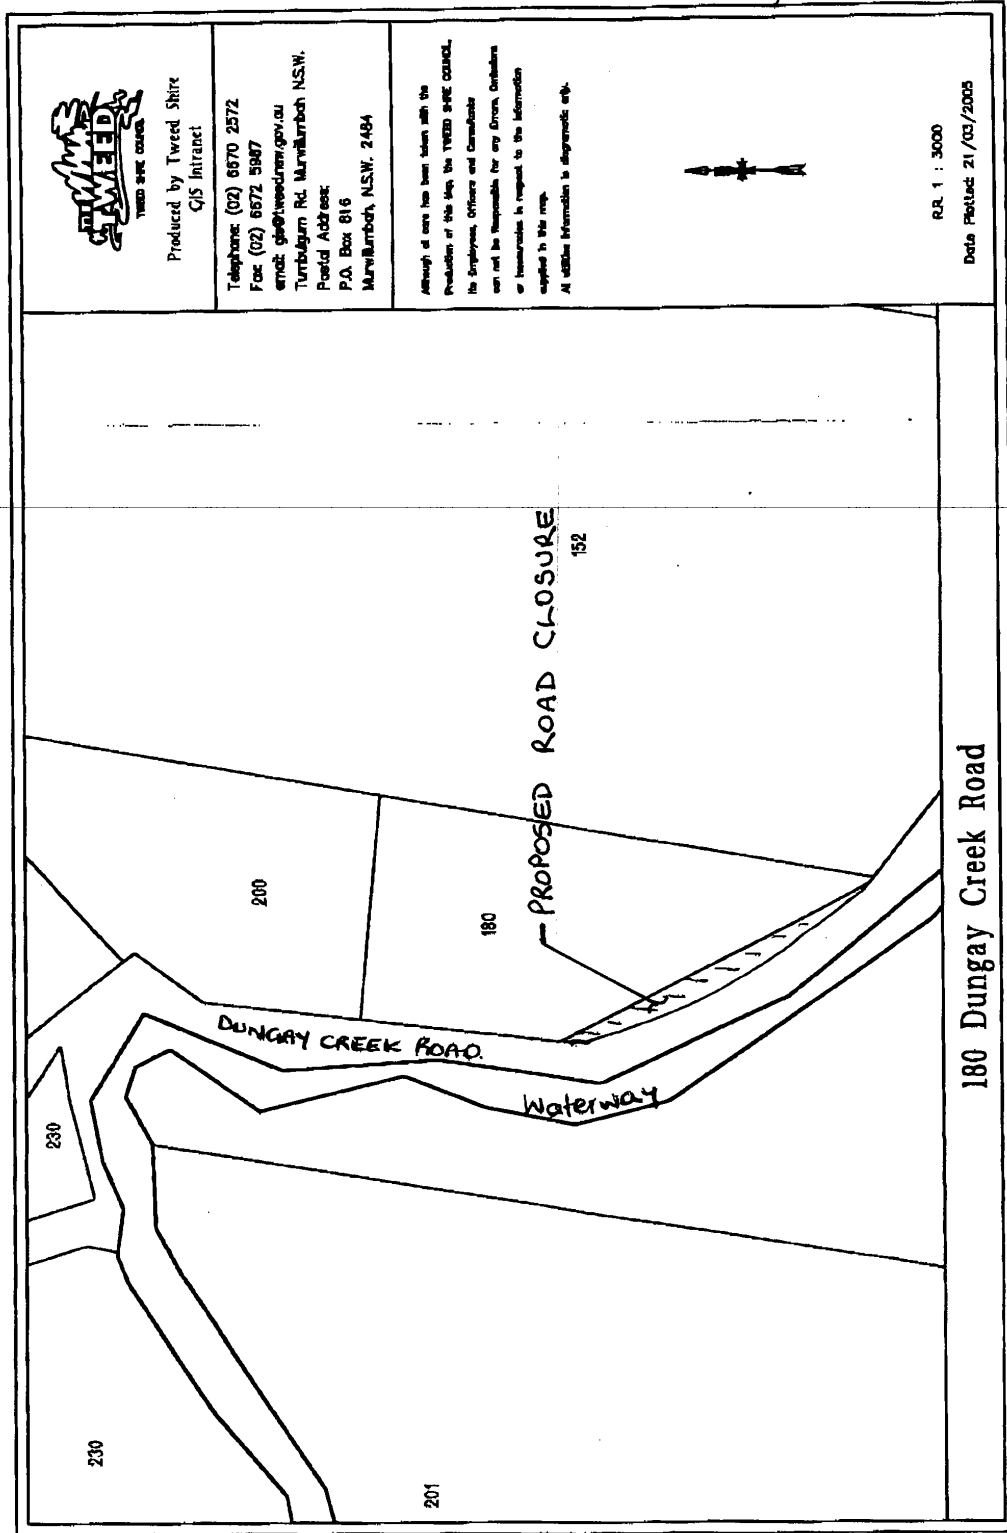 TWEED
TWEED SHIRE COUNCIL
Produced by Tweed Shire
GIS Intranet
Telephone: (02) 6670 2572
Fax: (02) 6672 5987
email: gis@tweed.nsw.gov.au
Tumbulgum Rd. Murwillumbah N.S.W.
Postal Address:
P.O. Box 816
Murwillumbah, N.S.W. 2484
Although all care has been taken with the
Production of this Map, the TWEED SHIRE COUNCIL,
its Employees, Officers and Consultants
can not be Responsible for any Errors, Omissions
or Inaccuracies in respect to the information
supplied in this map.
All utilities information is diagramatic only.
R.R. 1 : 3000
Date Plotted: 21/03/2005
230
230
200
DUNGAY CREEK ROAD.
201
180
Waterway
PROPOSED ROAD CLOSURE
152
180 Dungay Creek Road